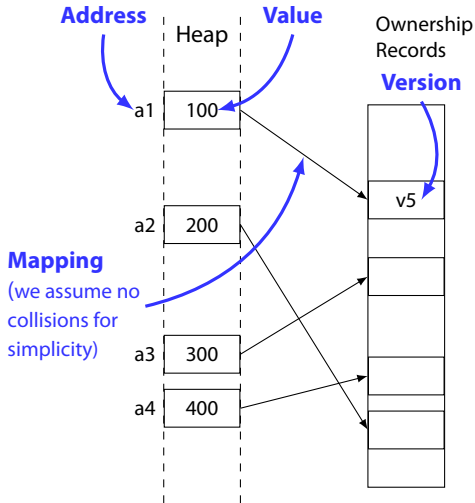 Address
Heap
Value
Ownership
Records
Version
a1
100
v5
a2
200
Mapping
(we assume no
collisions for
simplicity)
a3
300
a4
400